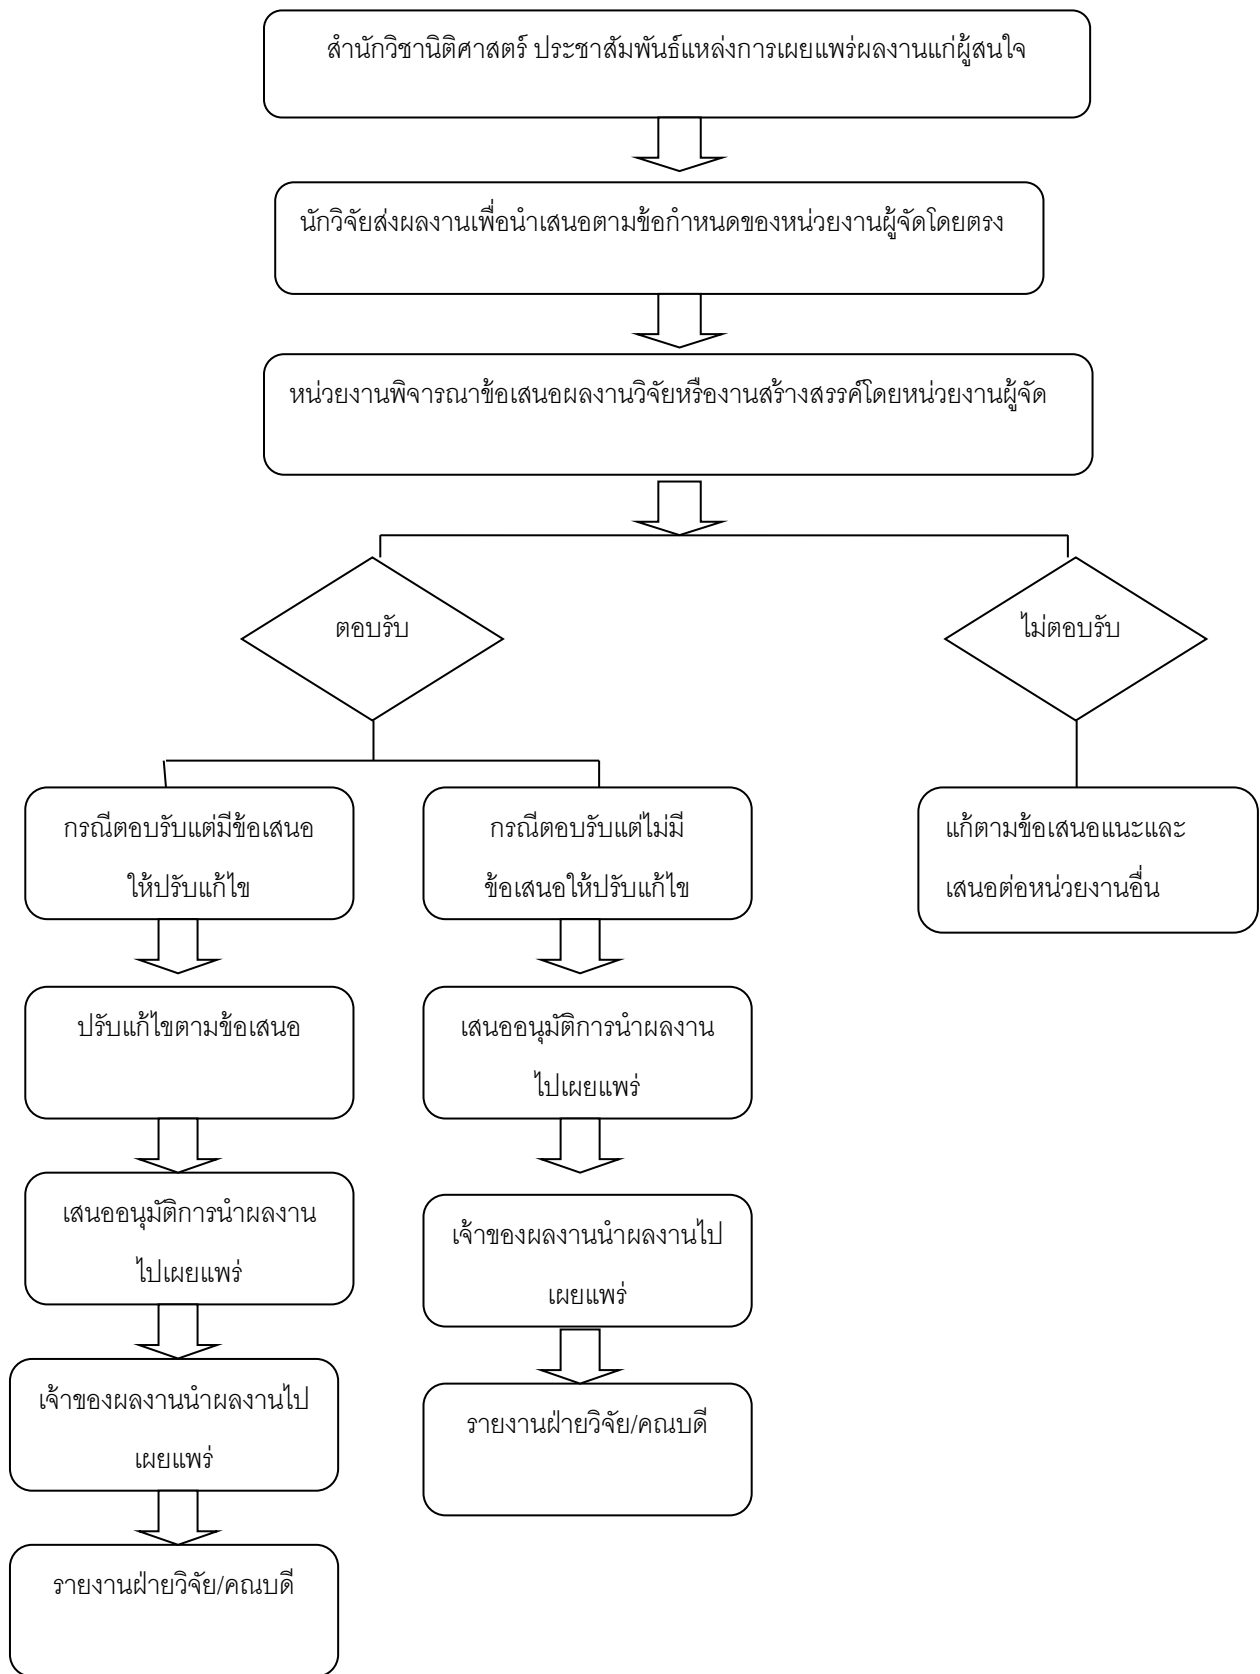 สำนักวิชานิติศาสตร์ ประชาสัมพันธ์แหล่งการเผยแพร่ผลงานแก่ผู้สนใจ
นักวิจัยส่งผลงานเพื่อนำเสนอตามข้อกำหนดของหน่วยงานผู้จัดโดยตรง
หน่วยงานพิจารณาข้อเสนอผลงานวิจัยหรืองานสร้างสรรค์โดยหน่วยงานผู้จัด
ตอบรับ
ไม่ตอบรับ
กรณีตอบรับแต่มีข้อเสนอ
ให้ปรับแก้ไข
กรณีตอบรับแต่ไม่มี
ข้อเสนอให้ปรับแก้ไข
แก้ตามข้อเสนอแนะและ
เสนอต่อหน่วยงานอื่น
ปรับแก้ไขตามข้อเสนอ
เสนออนุมัติการนำผลงาน
ไปเผยแพร่
เสนออนุมัติการนำผลงาน
ไปเผยแพร่
เจ้าของผลงานนำผลงานไป
เผยแพร่
เจ้าของผลงานนำผลงานไป
เผยแพร่
รายงานฝ่ายวิจัย/คณบดี
รายงานฝ่ายวิจัย/คณบดี